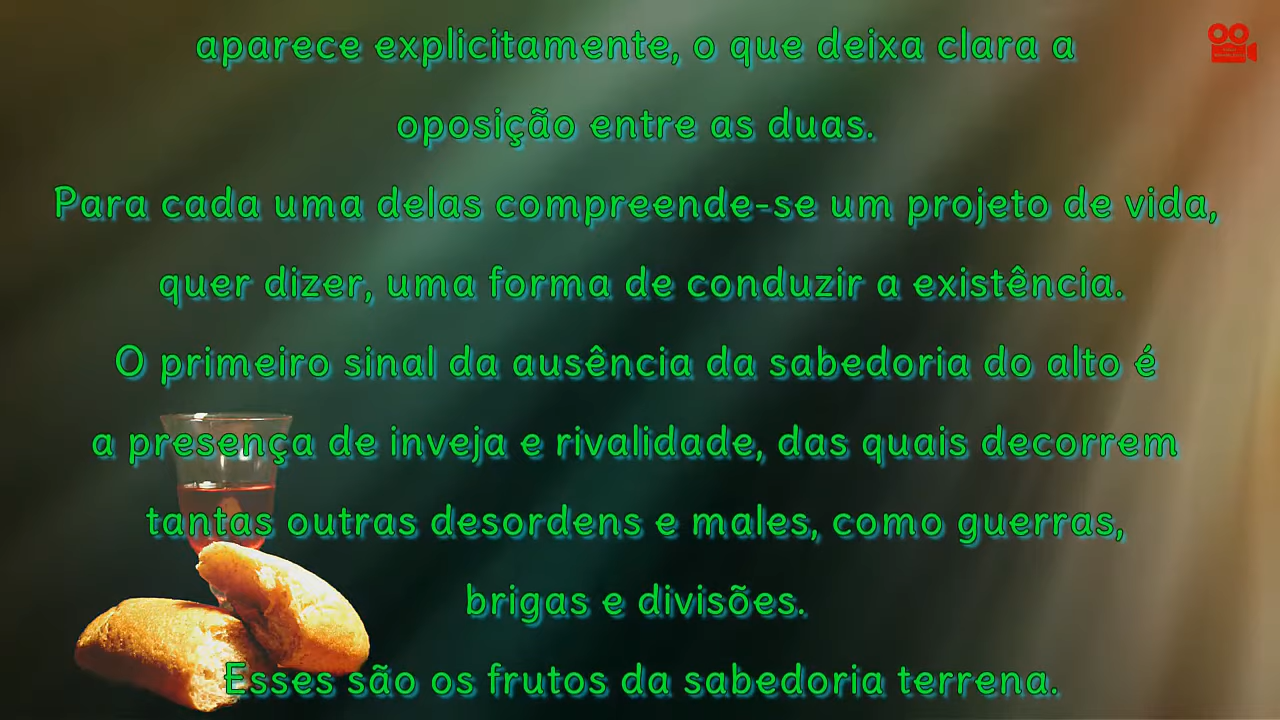 aparece explicitamente, o que deixa clara a
oposição entre as duas.
Para cada uma delas compreende-se um projeto de vida,
quer dizer, uma forma de conduzir a existência.
O primeiro sinal da ausência da sabedoria do alto é
a presença de inveja e rivalidade, das quais decorrem
tantas outras desordens e males, como guerras,
brigas e divisões.
Esses são os frutos da sabedoria terrena.